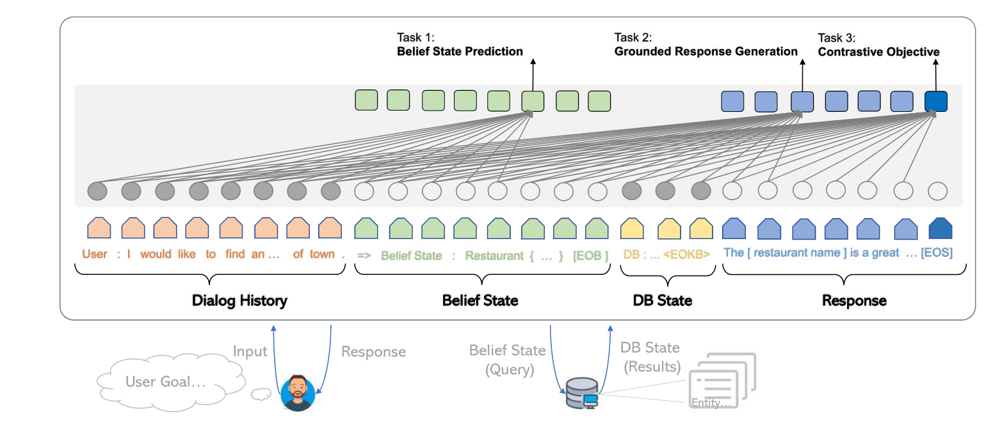 Task 1:
Belief State Prediction
Task 2:
Grounded Response Generation
Task 3:
Contrastive Objective
User : I would like to find an ... of town .
=> Belief State : Restaurant { ... } [EOB ]
DB : ... <EOKB>
The [ restaurant name ] is a great ... [EOS]
Dialog History
Belief State
DB State
Response
Input
Response
Belief State
(Query)
DB State
(Results)
User Goal...
Entity...